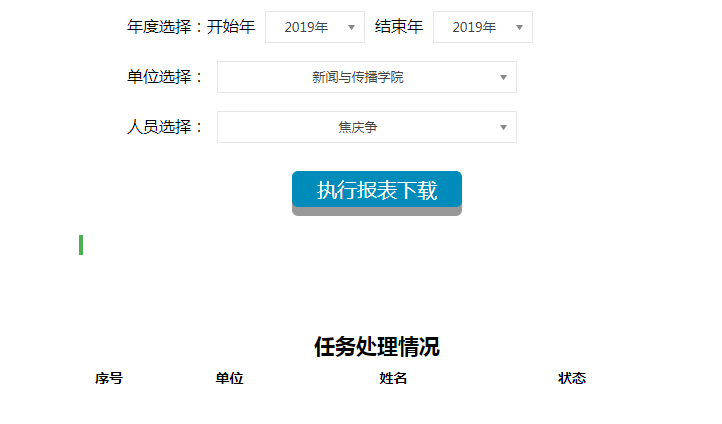 年度选择：开始年 2019年 结束年 2019年
单位选择： 新闻与传播学院
人员选择： 焦庆争
执行报表下载
任务处理情况
序号 单位 姓名 状态